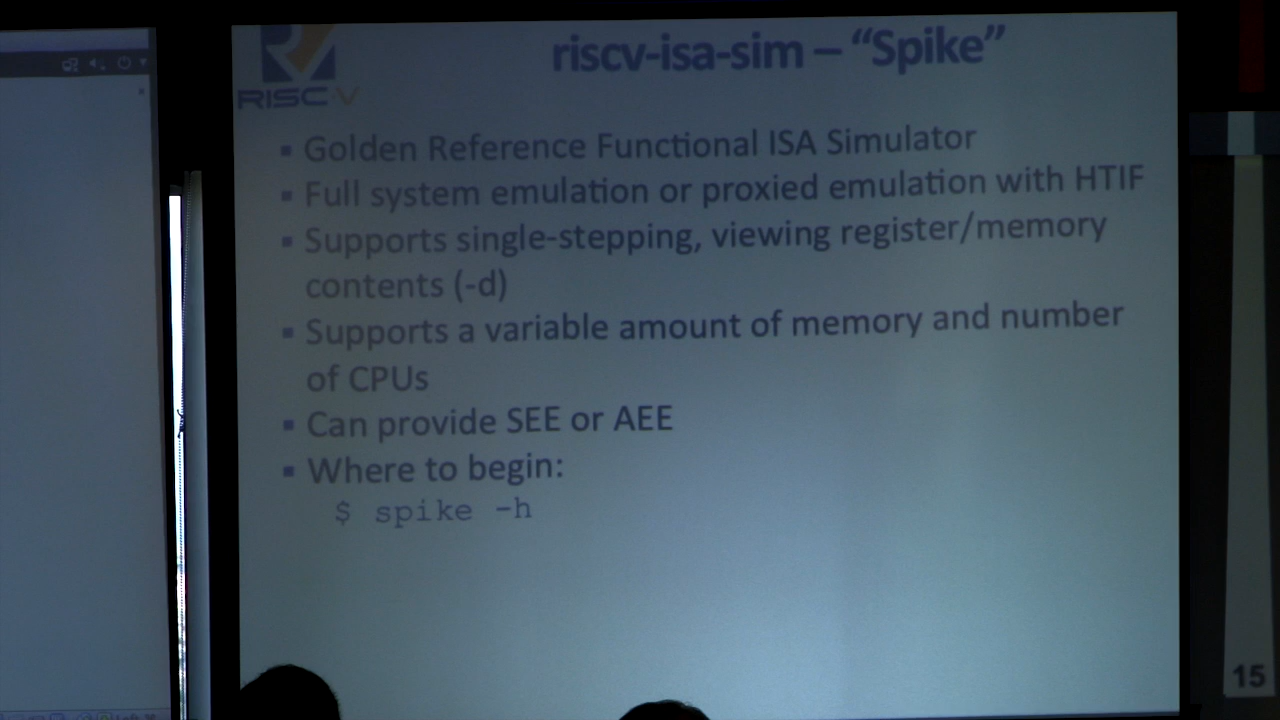 RISC V
riscv-isa-sim – “Spike”
▪ Golden Reference Functional ISA Simulator
▪ Full system emulation or proxied emulation with HTIF
▪ Supports single-stepping, viewing register/memory
contents (-d)
▪ Supports a variable amount of memory and number
of CPUs
▪ Can provide SEE or AEE
▪ Where to begin:
$ spike -h
15